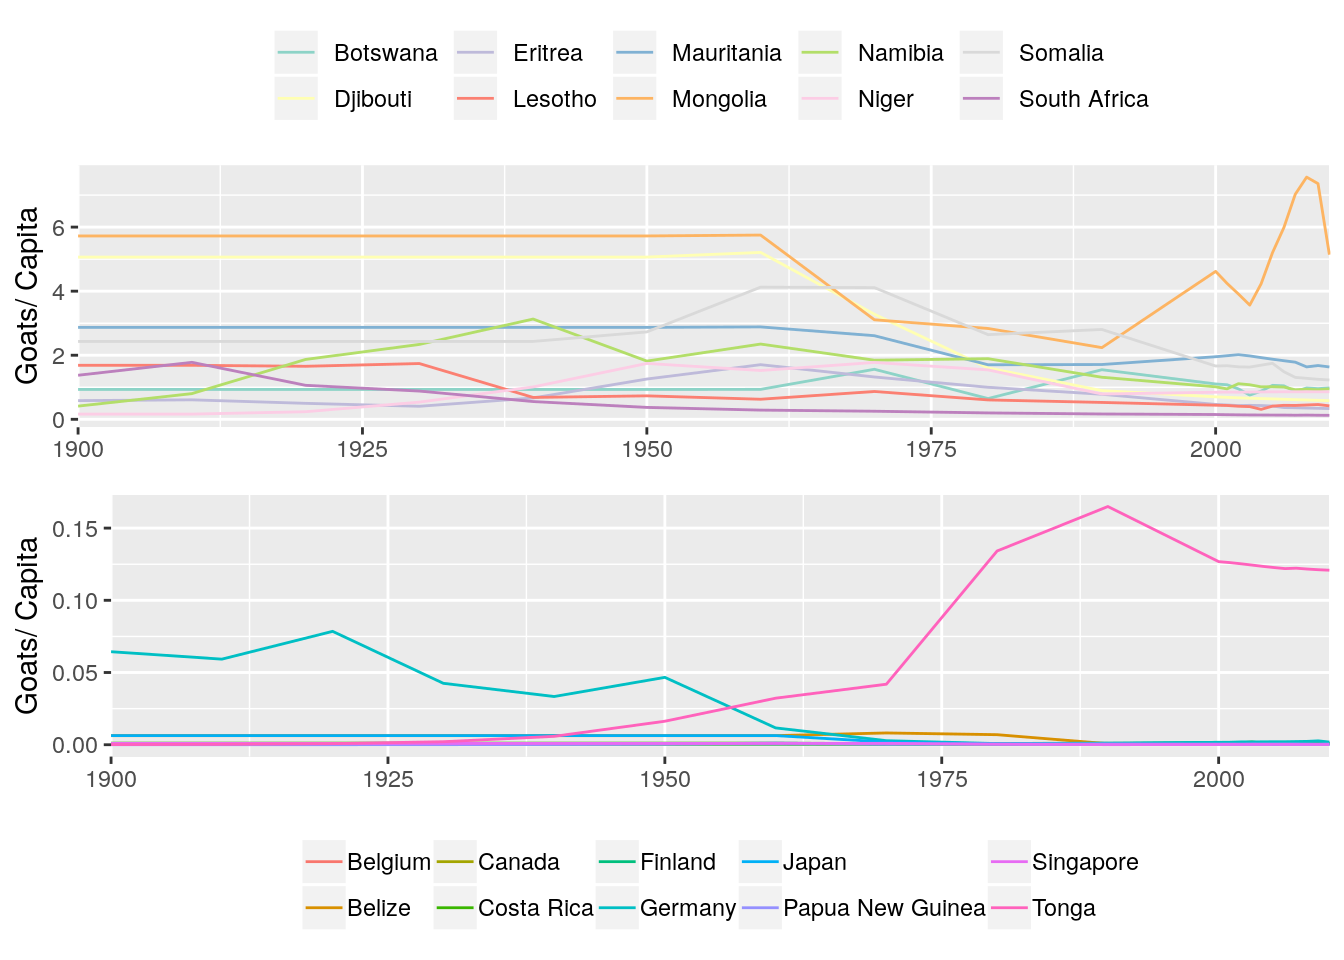 Botswana Eritrea Mauritania Namibia Somalia
Djibouti Lesotho Mongolia Niger South Africa
Goats/ Capita
6
4
2
0
1900 1925 1950 1975 2000
Goats/ Capita
0.15
0.10
0.05
0.00
1900 1925 1950 1975 2000
Belgium Canada Finland Japan Singapore
Belize Costa Rica Germany Papua New Guinea Tonga